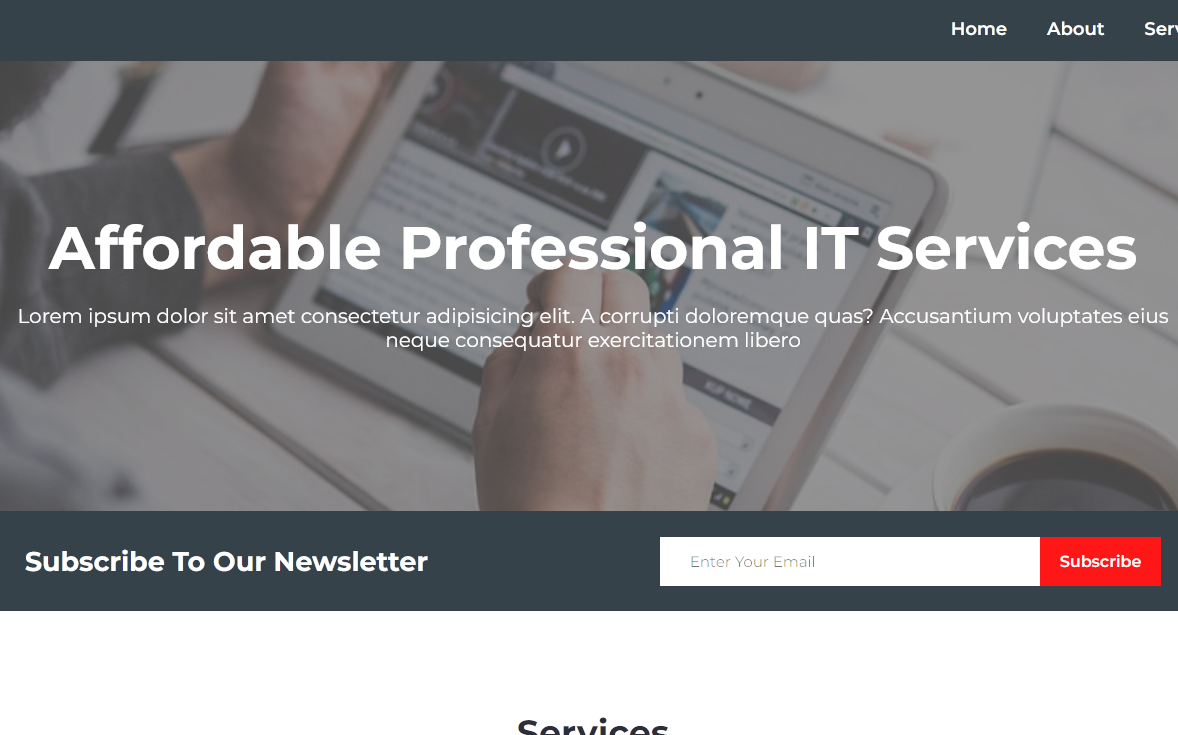 Home About Serv
Affordable Professional IT Services
Lorem ipsum dolor sit amet consectetur adipisicing elit. A corrupti doloremque quas? Accusantium voluptates eius
neque consequatur exercitationem libero
Subscribe To Our Newsletter
Enter Your Email
Subscribe
Services